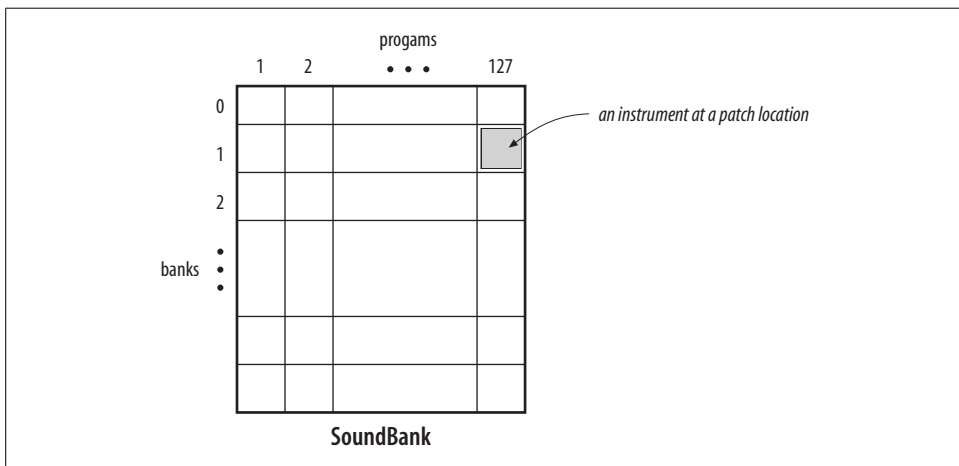 progams
1 2 • • • 127
0
an instrument at a patch location
1
2
banks
SoundBank